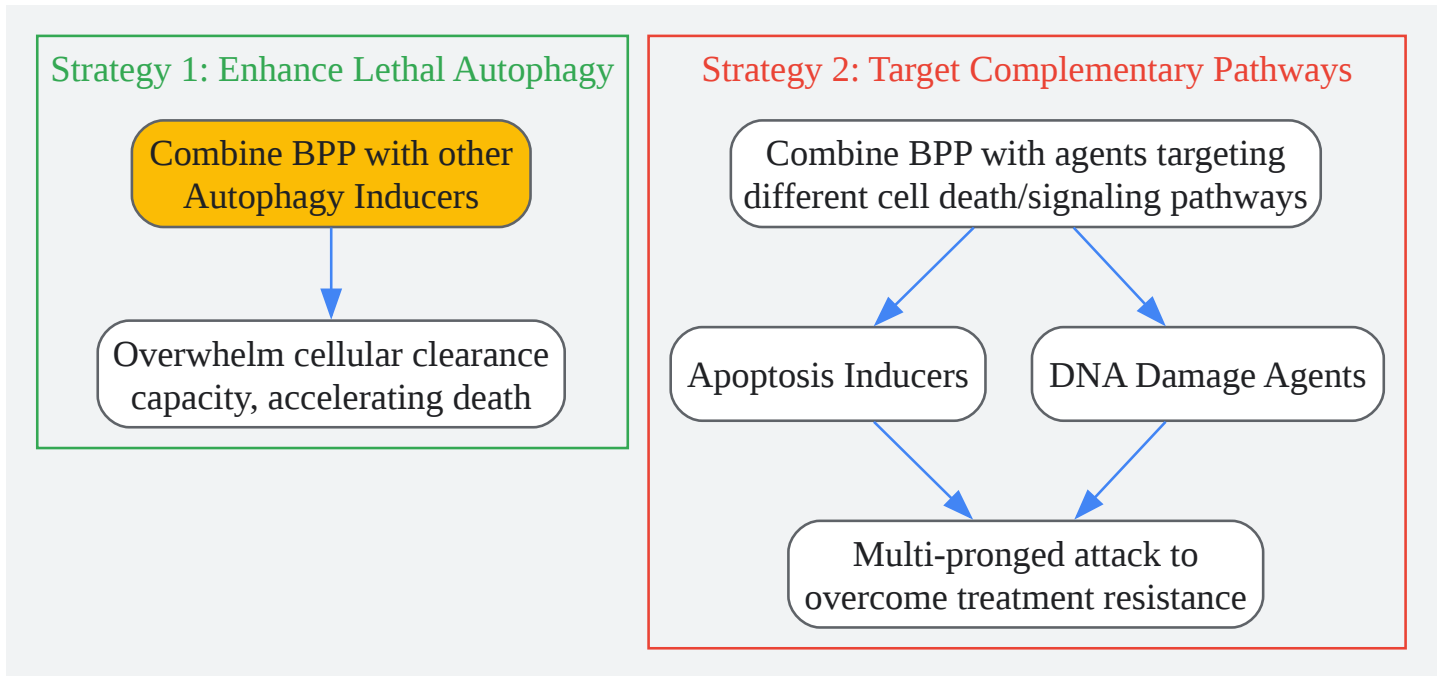 Strategy 1: Enhance Lethal Autophagy
Combine BPP with other
Autophagy Inducers
Overwhelm cellular clearance
capacity, accelerating death
Strategy 2: Target Complementary Pathways
Combine BPP with agents targeting
different cell death/signaling pathways
Apoptosis Inducers
DNA Damage Agents
Multi-pronged attack to
overcome treatment resistance